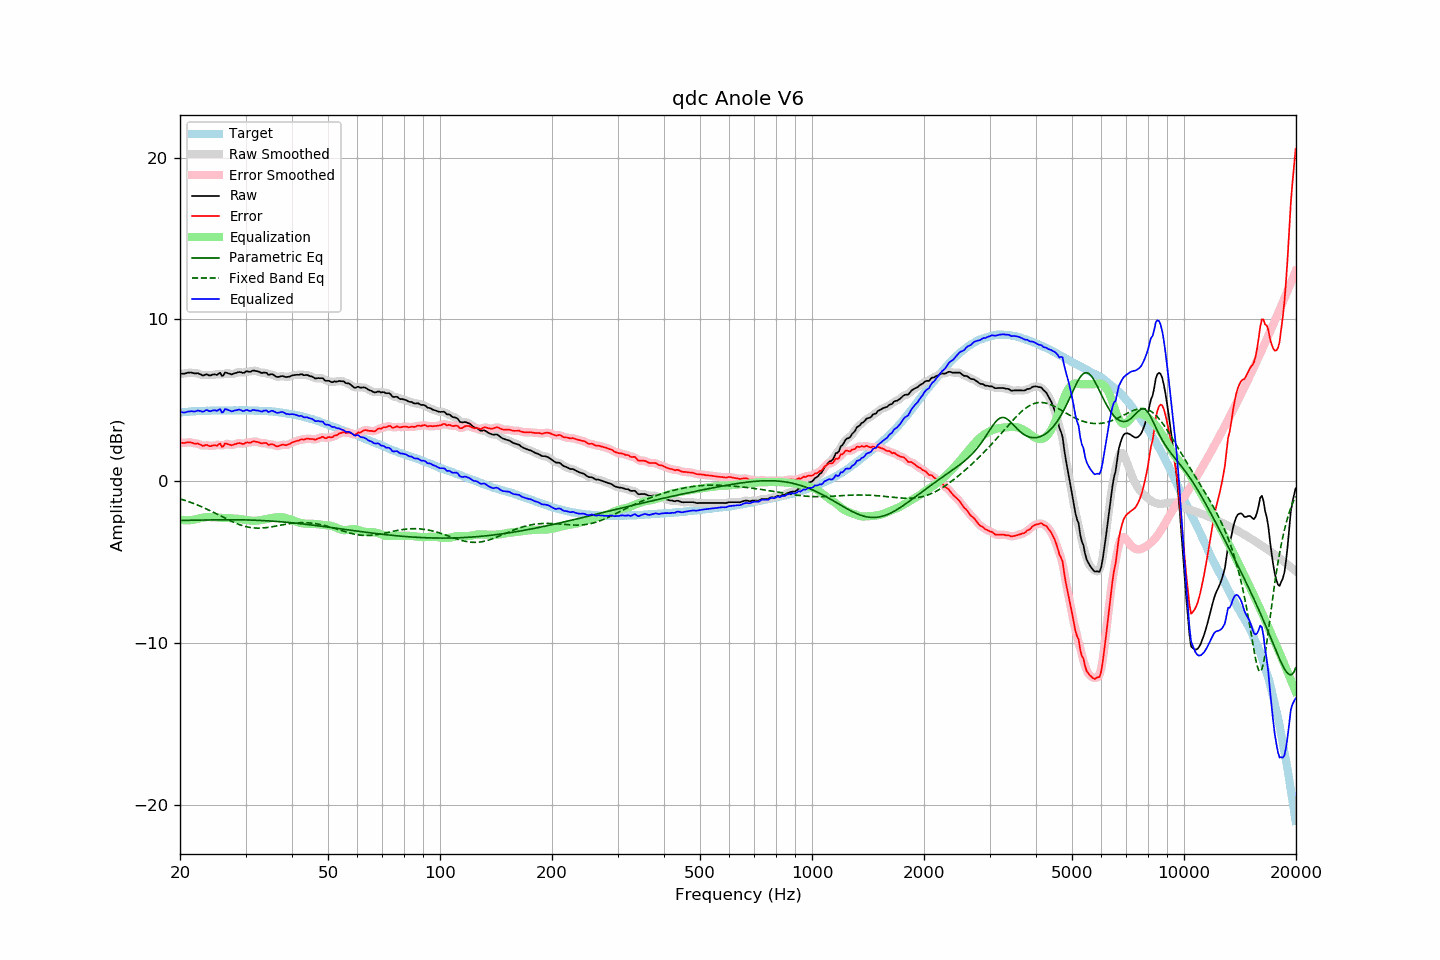 qdc Anole V6
Target
Raw Smoothed
Error Smoothed
Raw
Error
Equalization
Parametric Eq
Fixed Band Eq
Equalized
20
10
0
−10
−20
Amplitude (dBr)
20 50 100 200 500 1000 2000 5000 10000 20000
Frequency (Hz)